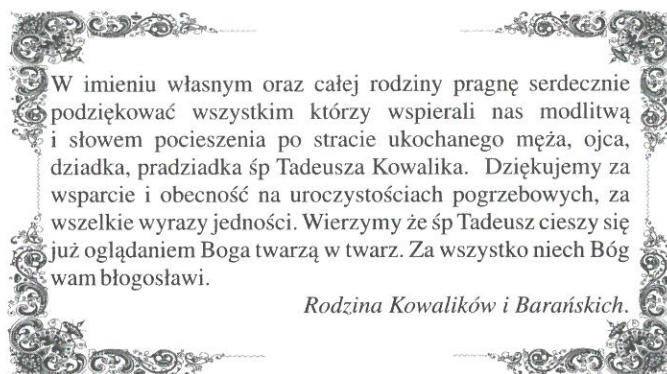 W imieniu własnym oraz całej rodziny pragnę serdecznie
podziękować wszystkim którzy wspierali nas modlitwą
i słowem pocieszenia po stracie ukochanego męża, ojca,
dziadka, pradziadka śp Tadeusza Kowalika. Dziękujemy za
wsparcie i obecność na uroczystościach pogrzebowych, za
wszelkie wyrazy jedności. Wierzymy że śp Tadeusz cieszy się
już oglądaniem Boga twarzą w twarz. Za wszystko niech Bóg
wam błogosławi.
Rodzina Kowalików i Barańskich.